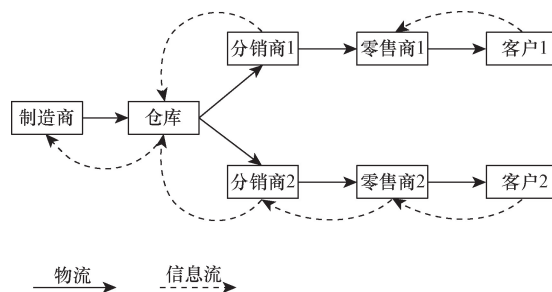 分销商1
零售商1
客户1
制造商
仓库
分销商2
零售商2
客户2
物流
信息流